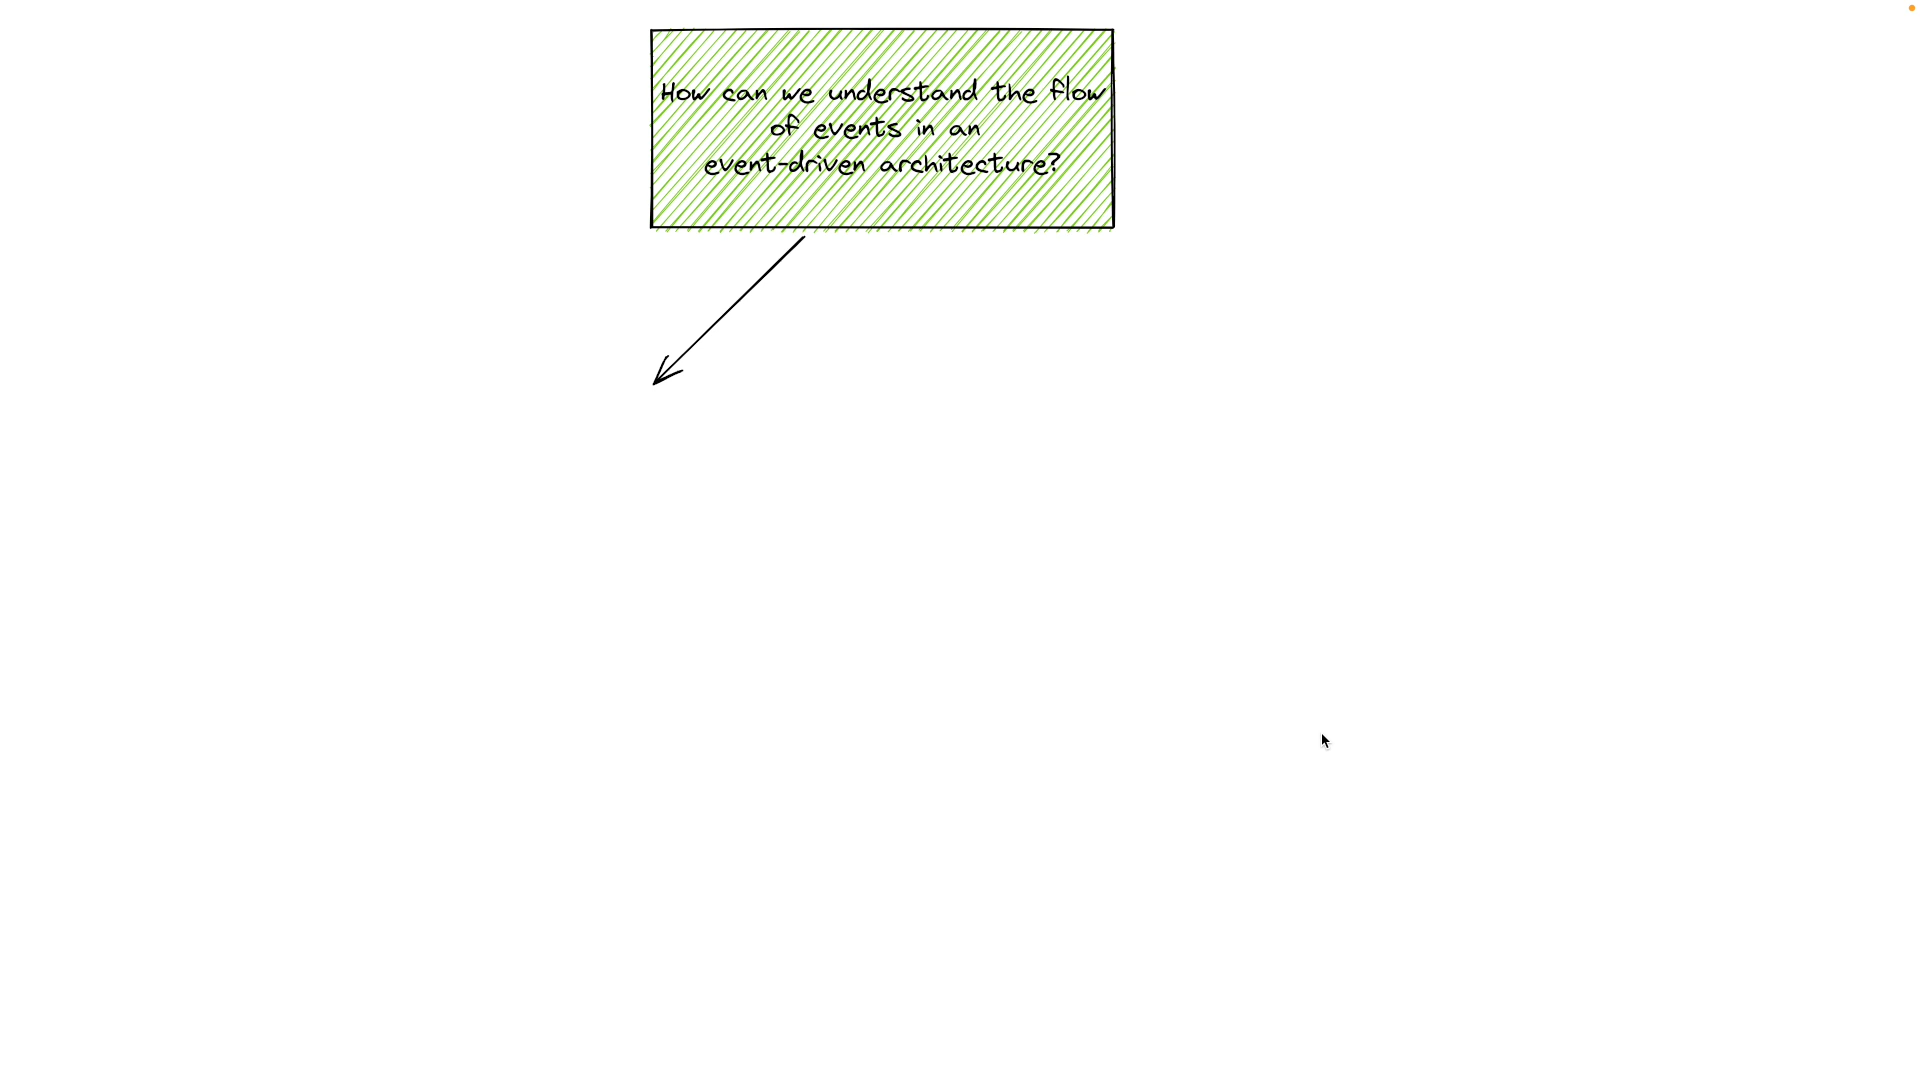 How can we understand the flow
of events in an
event-driven architecture?